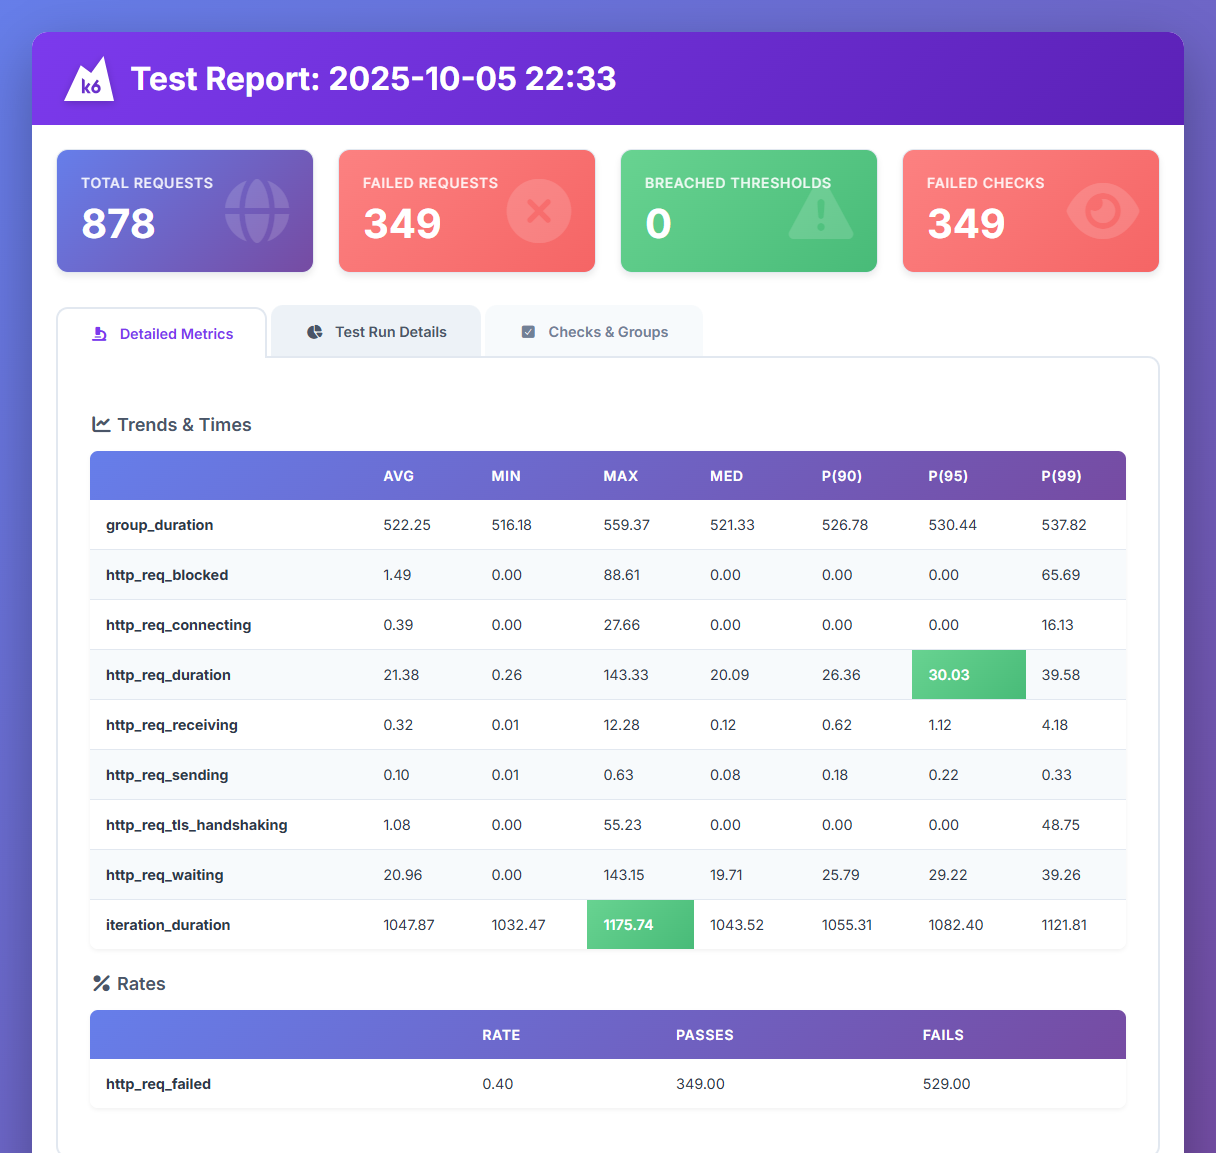 k6
Test Report: 2025-10-05 22:33
TOTAL REQUESTS
878
FAILED REQUESTS
349
BREACHED THRESHOLDS
0
FAILED CHECKS
349
Detailed Metrics
Test Run Details
Checks & Groups
Trends & Times
AVG MIN MAX MED P(90) P(95) P(99)
group_duration 522.25 516.18 559.37 521.33 526.78 530.44 537.82
http_req_blocked 1.49 0.00 88.61 0.00 0.00 0.00 65.69
http_req_connecting 0.39 0.00 27.66 0.00 0.00 0.00 16.13
http_req_duration 21.38 0.26 143.33 20.09 26.36 30.03 39.58
http_req_receiving 0.32 0.01 12.28 0.12 0.62 1.12 4.18
http_req_sending 0.10 0.01 0.63 0.08 0.18 0.22 0.33
http_req_tls_handshaking 1.08 0.00 55.23 0.00 0.00 0.00 48.75
http_req_waiting 20.96 0.00 143.15 19.71 25.79 29.22 39.26
iteration_duration 1047.87 1032.47 1175.74 1043.52 1055.31 1082.40 1121.81
Rates
RATE PASSES FAILS
http_req_failed 0.40 349.00 529.00